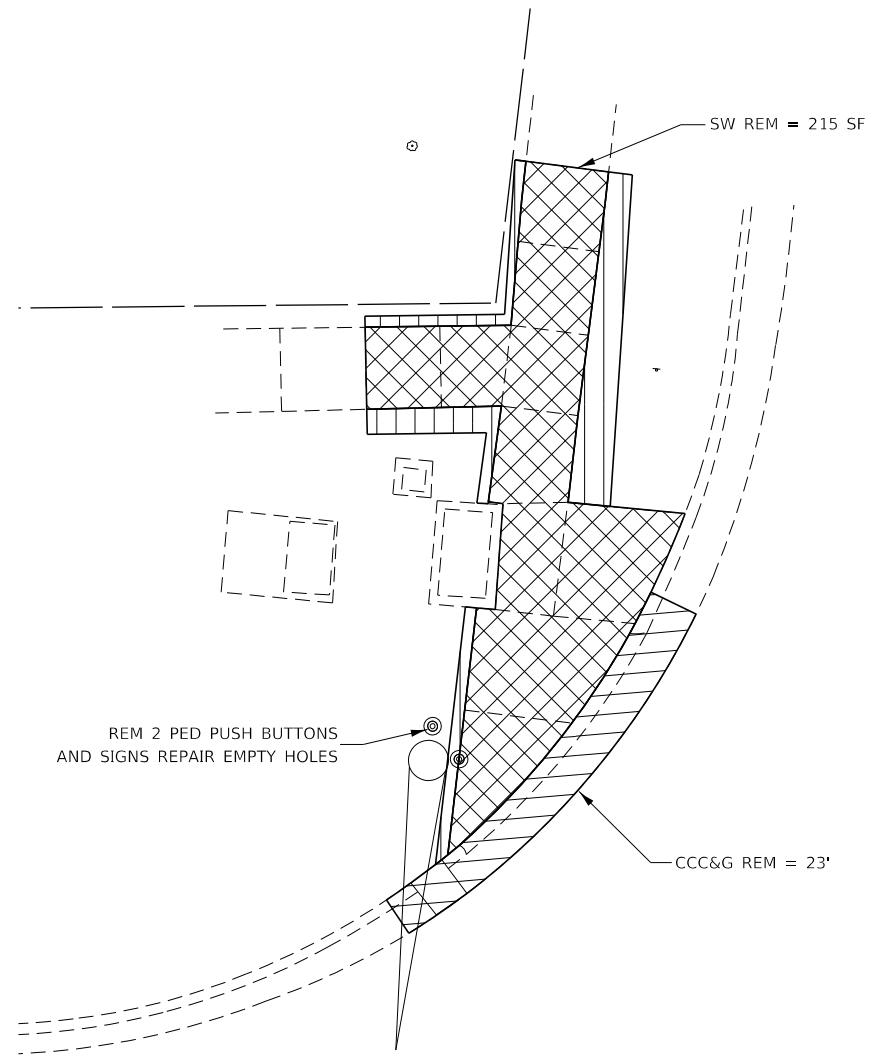 SW REM = 215 SF
REM 2 PED PUSH BUTTONS
AND SIGNS REPAIR EMPTY HOLES
CCC&G REM = 23'